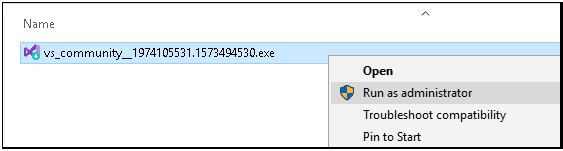 Name
vs_community__1974105531.1573494530.exe
Open
Run as administrator
Troubleshoot compatibility
Pin to Start